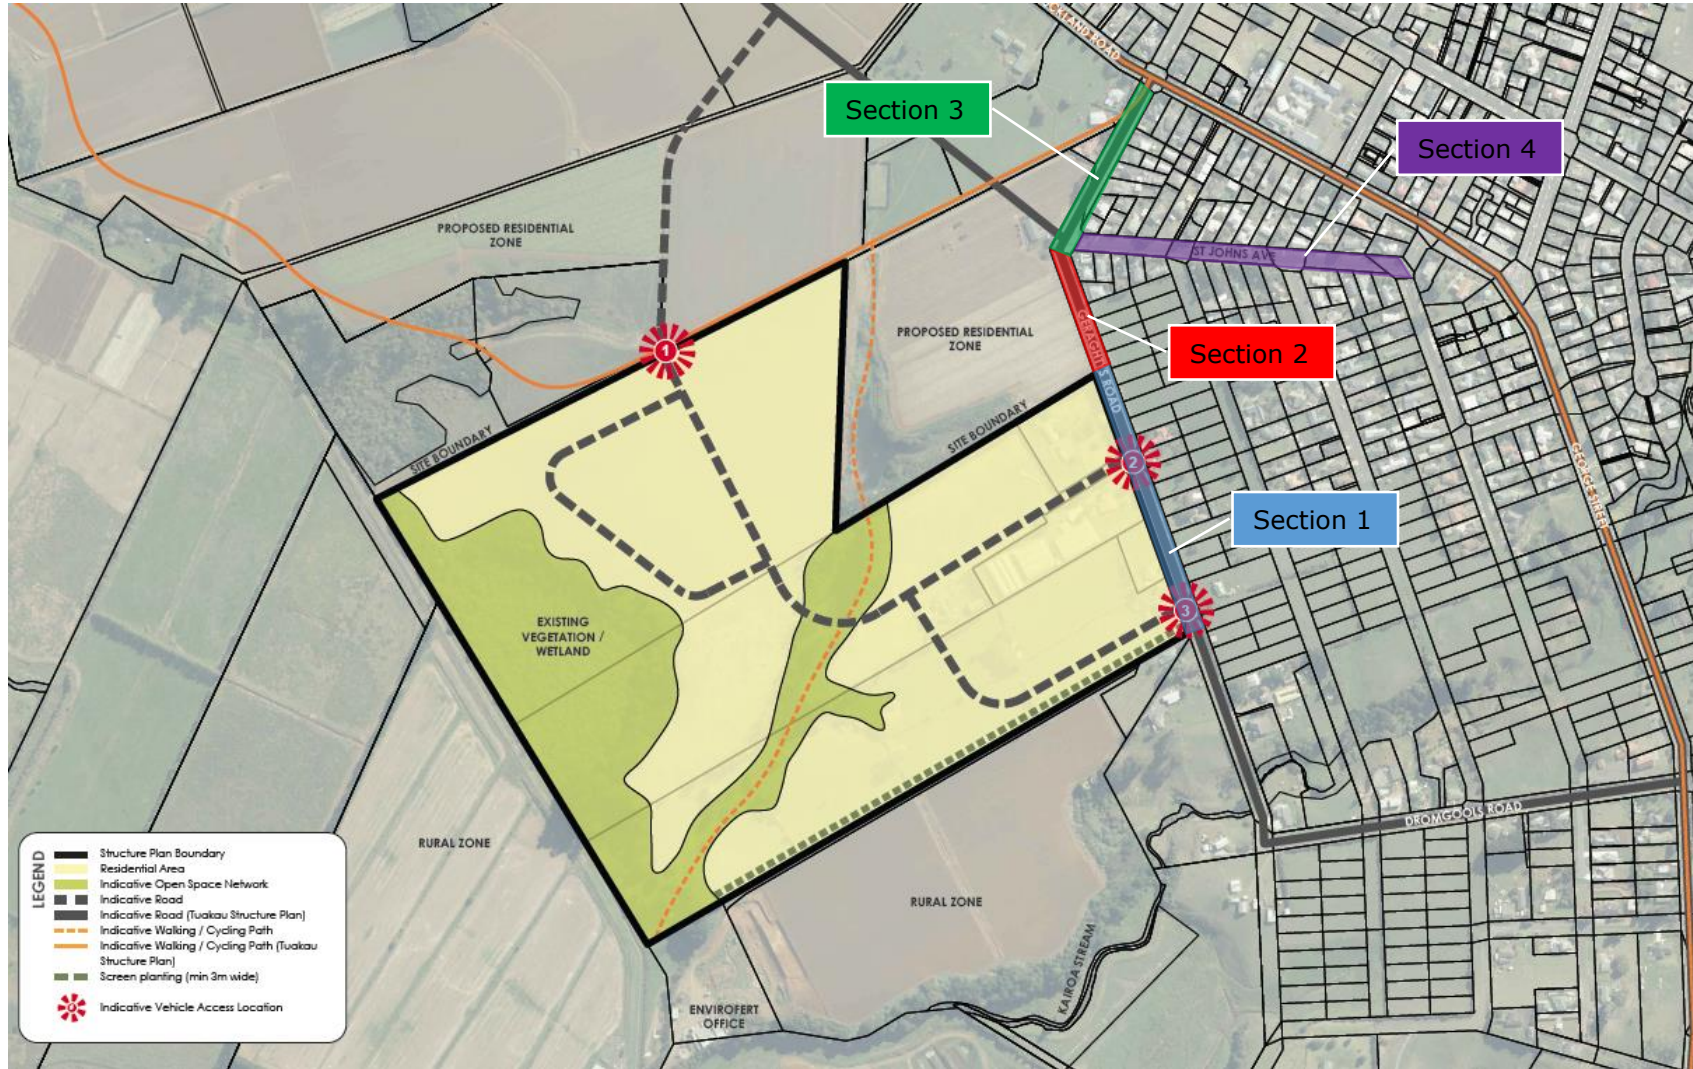 CKLAND ROAD
Section 3
Section 4
PROPOSED RESIDENTIAL
ZONE
ST JOHNS AVE
PROPOSED RESIDENTIAL
ZONE
GERAGHTYS ROAD
Section 2
1
SITE BOUNDARY
SITE BOUNDARY
2
GEORGE STREET
Section 1
3
EXISTING
VEGETATION /
WETLAND
DROMGOOLS ROAD
RURAL ZONE
RURAL ZONE
KAIROA STREAM
ENVIROFERT
OFFICE
LEGEND
Structure Plan Boundary
Residential Area
Indicative Open Space Network
Indicative Road
Indicative Road (Tuakau Structure Plan)
Indicative Walking / Cycling Path
Indicative Walking / Cycling Path (Tuakau
Structure Plan)
Screen planting (min 3m wide)
Indicative Vehicle Access Location